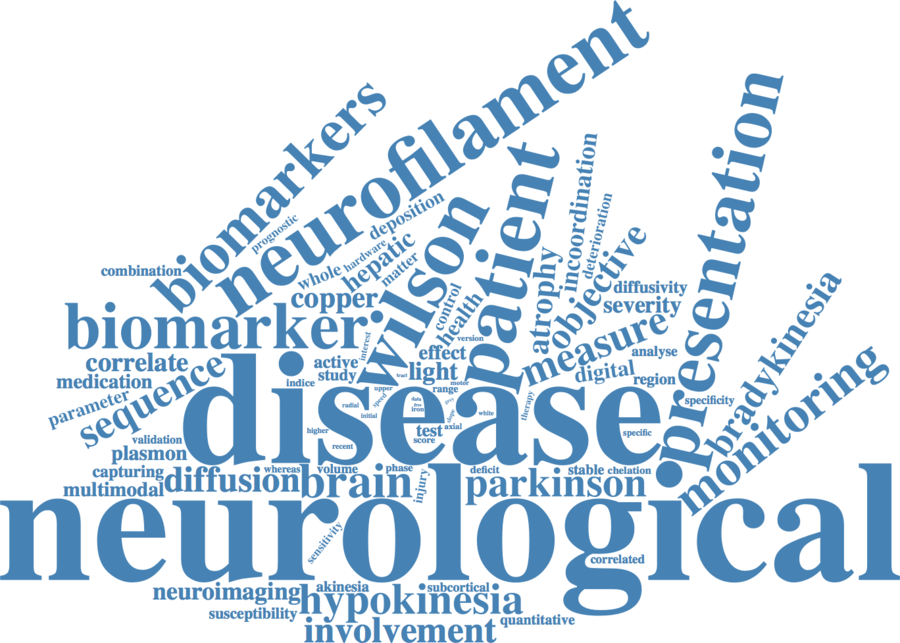 neurofilament
biomarkers
presentation
prognostic
deposition
incoordination
patient
wilson
deterioration
combination
whole
hardware
hepatic
matter
objective
atrophy
copper
control
health
diffusivity
severity
bradykinesia
biomarker
interest
version
measure
correlate
active
effect
analyse
study
light
digital
medication
sequence
indice
tract
motor
region
monitoring
parameter
upper
range
speed
therapy
specificity
disease
radial
data
free
iron
grey
initial
slope
white
validation
higher
test
axial
specific
score
plasmon
recent
capturing
multimodal
diffusion
whereas
volume
phase
brain
injury
deficit
parkinson
stable
chelation
neurological
sensitivity
correlated
neuroimaging
akinesia
subcortical
hypokinesia
susceptibility
quantitative
involvement